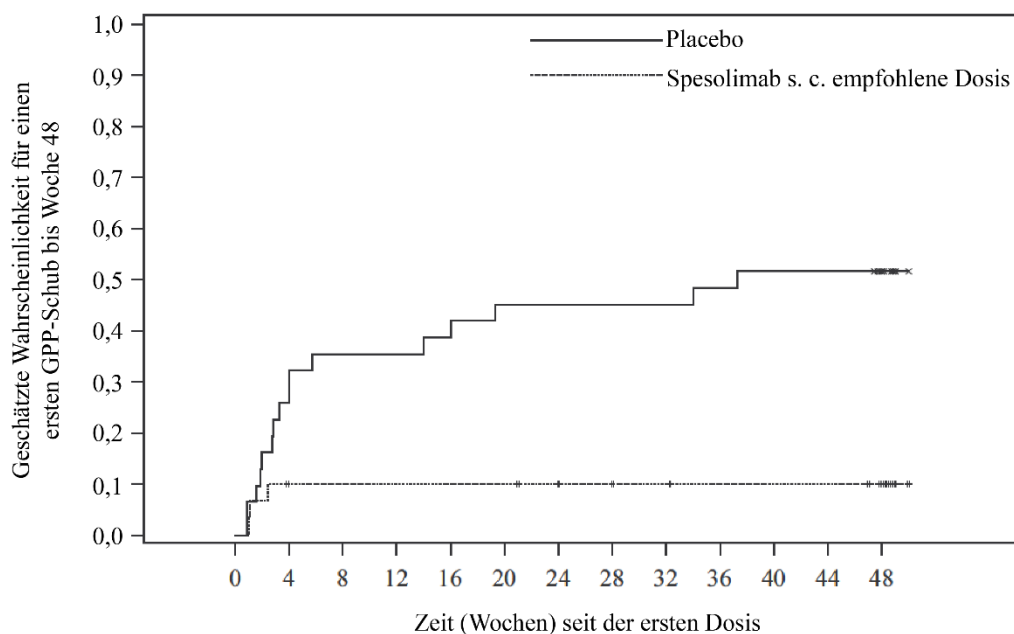 Geschätzte Wahrscheinlichkeit für einen
ersten GPP-Schub bis Woche 48
1,0
0,9
0,8
0,7
0,6
0,5
0,4
0,3
0,2
0,1
0,0
Placebo
Spesolimab s. c. empfohlene Dosis
0 4 8 12 16 20 24 28 32 36 40 44 48
Zeit (Wochen) seit der ersten Dosis